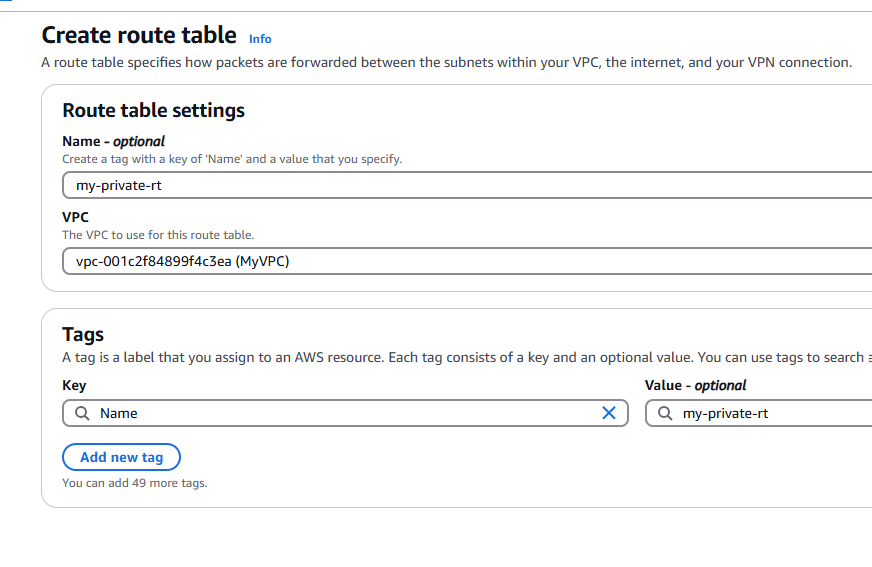 Create route table Info
A route table specifies how packets are forwarded between the subnets within your VPC, the internet, and your VPN connection.
Route table settings
Name - optional
Create a tag with a key of 'Name' and a value that you specify.
my-private-rt
VPC
The VPC to use for this route table.
vpc-001c2f84899f4c3ea (MyVPC)
Tags
A tag is a label that you assign to an AWS resource. Each tag consists of a key and an optional value. You can use tags to search
Key
Value - optional
Name
my-private-rt
Add new tag
You can add 49 more tags.